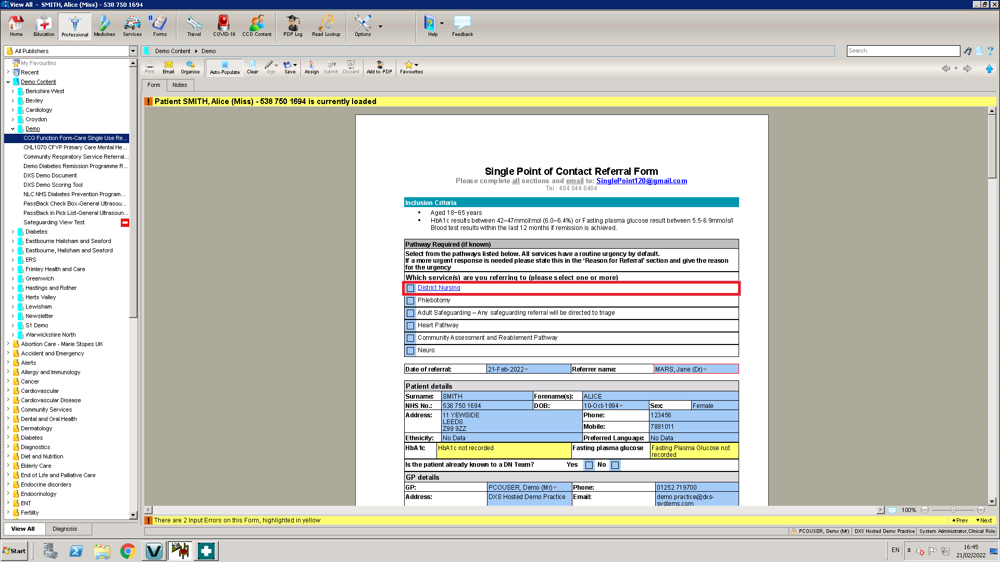 View All - SMITH, Alice (Miss) - 538 750 1694
0
Home Education Professional Medicines Services Forms Travel COVID-19 CCG Content PDP Log Read Lookup Options Help Feedback
All Publishers
Demo Content Demo
Search
Print Email Organise Auto-Populate Clear Sign Save Assign Submit Discard Add to PDP Favourites
Form Notes
! Patient SMITH, Alice (Miss) - 538 750 1694 is currently loaded
My Favourites
Recent
Demo Content
Berkshire West
Bexley
Cardiology
Croydon
Demo
CCG Function Form-Care Single Use Re...
CHL1070 CFYP Primary Care Mental He...
Community Respiratory Service Referral...
Demo Diabetes Remission Programme R...
DXS Demo Document
DXS Demo Scoring Tool
NLC NHS Diabetes Prevention Program...
PassBack Check Box-General Ultrasou...
PassBack in Pick List-General Ultrasoun...
Safeguarding View Test
Diabetes
Eastbourne Hailsham and Seaford
Eastbourne, Hailsham and Seaford
ERS
Frimley Health and Care
Greenwich
Hastings and Rother
Herts Valley
Lewisham
Newsletter
S1 Demo
Warwickshire North
Abortion Care - Marie Stopes UK
Accident and Emergency
Alerts
Allergy and Immunology
Cancer
Cardiovascular
Cardiovascular Disease
Community Services
Dental and Oral Health
Dermatology
Diabetes
Diagnostics
Diet and Nutrition
Elderly Care
End of Life and Palliative Care
Endocrine disorders
Endocrinology
ENT
Fertility
View All Diagnosis
Single Point of Contact Referral Form
Please complete all sections and email to: SinglePoint120@gmail.com
Tel.: 484 844 6484
Inclusion Criteria
• Aged 18–65 years
• HbA1c results between 42–47mmol/mol (6.0–6.4%) or Fasting plasma glucose result between 5.5-6.9mmols/l
Blood test results within the last 12 months if remission is achieved.
Pathway Required (if known)
Select from the pathways listed below. All services have a routine urgency by default.
If a more urgent response is needed please state this in the ‘Reason for Referral’ section and give the reason
for the urgency
Which service(s) are you referring to (please select one or more)
District Nursing
Phlebotomy
Adult Safeguarding – Any safeguarding referral will be directed to triage
Heart Pathway
Community Assessment and Reablement Pathway
Neuro
Date of referral: 21-Feb-2022 Referrer name: MARS, Jane (Dr)
Patient details
Surname: SMITH Forename(s): ALICE
NHS No.: 538 750 1694 DOB: 10-Oct-1994 Sex: Female
Address: 11 YEWSIDE Phone: 123456
LEEDS
Z99 9ZZ Mobile: 7891011
Ethnicity: No Data Preferred Language: No Data
HbA1c HbA1c not recorded Fasting plasma glucose Fasting Plasma Glucose not
recorded
Is the patient already known to a DN Team? Yes No
GP details
GP: PCOUSER, Demo (Mr) Phone: 01252 719700
Address: DXS Hosted Demo Practice Email: demo.practice@dxs-
systems.com
100%
! There are 2 Input Errors on this Form, highlighted in yellow
Prev Next
PCOUSER, Demo (Mr) DXS Hosted Demo Practice System Administrator,Clinical Role
Start
EN
16:45
21/02/2022